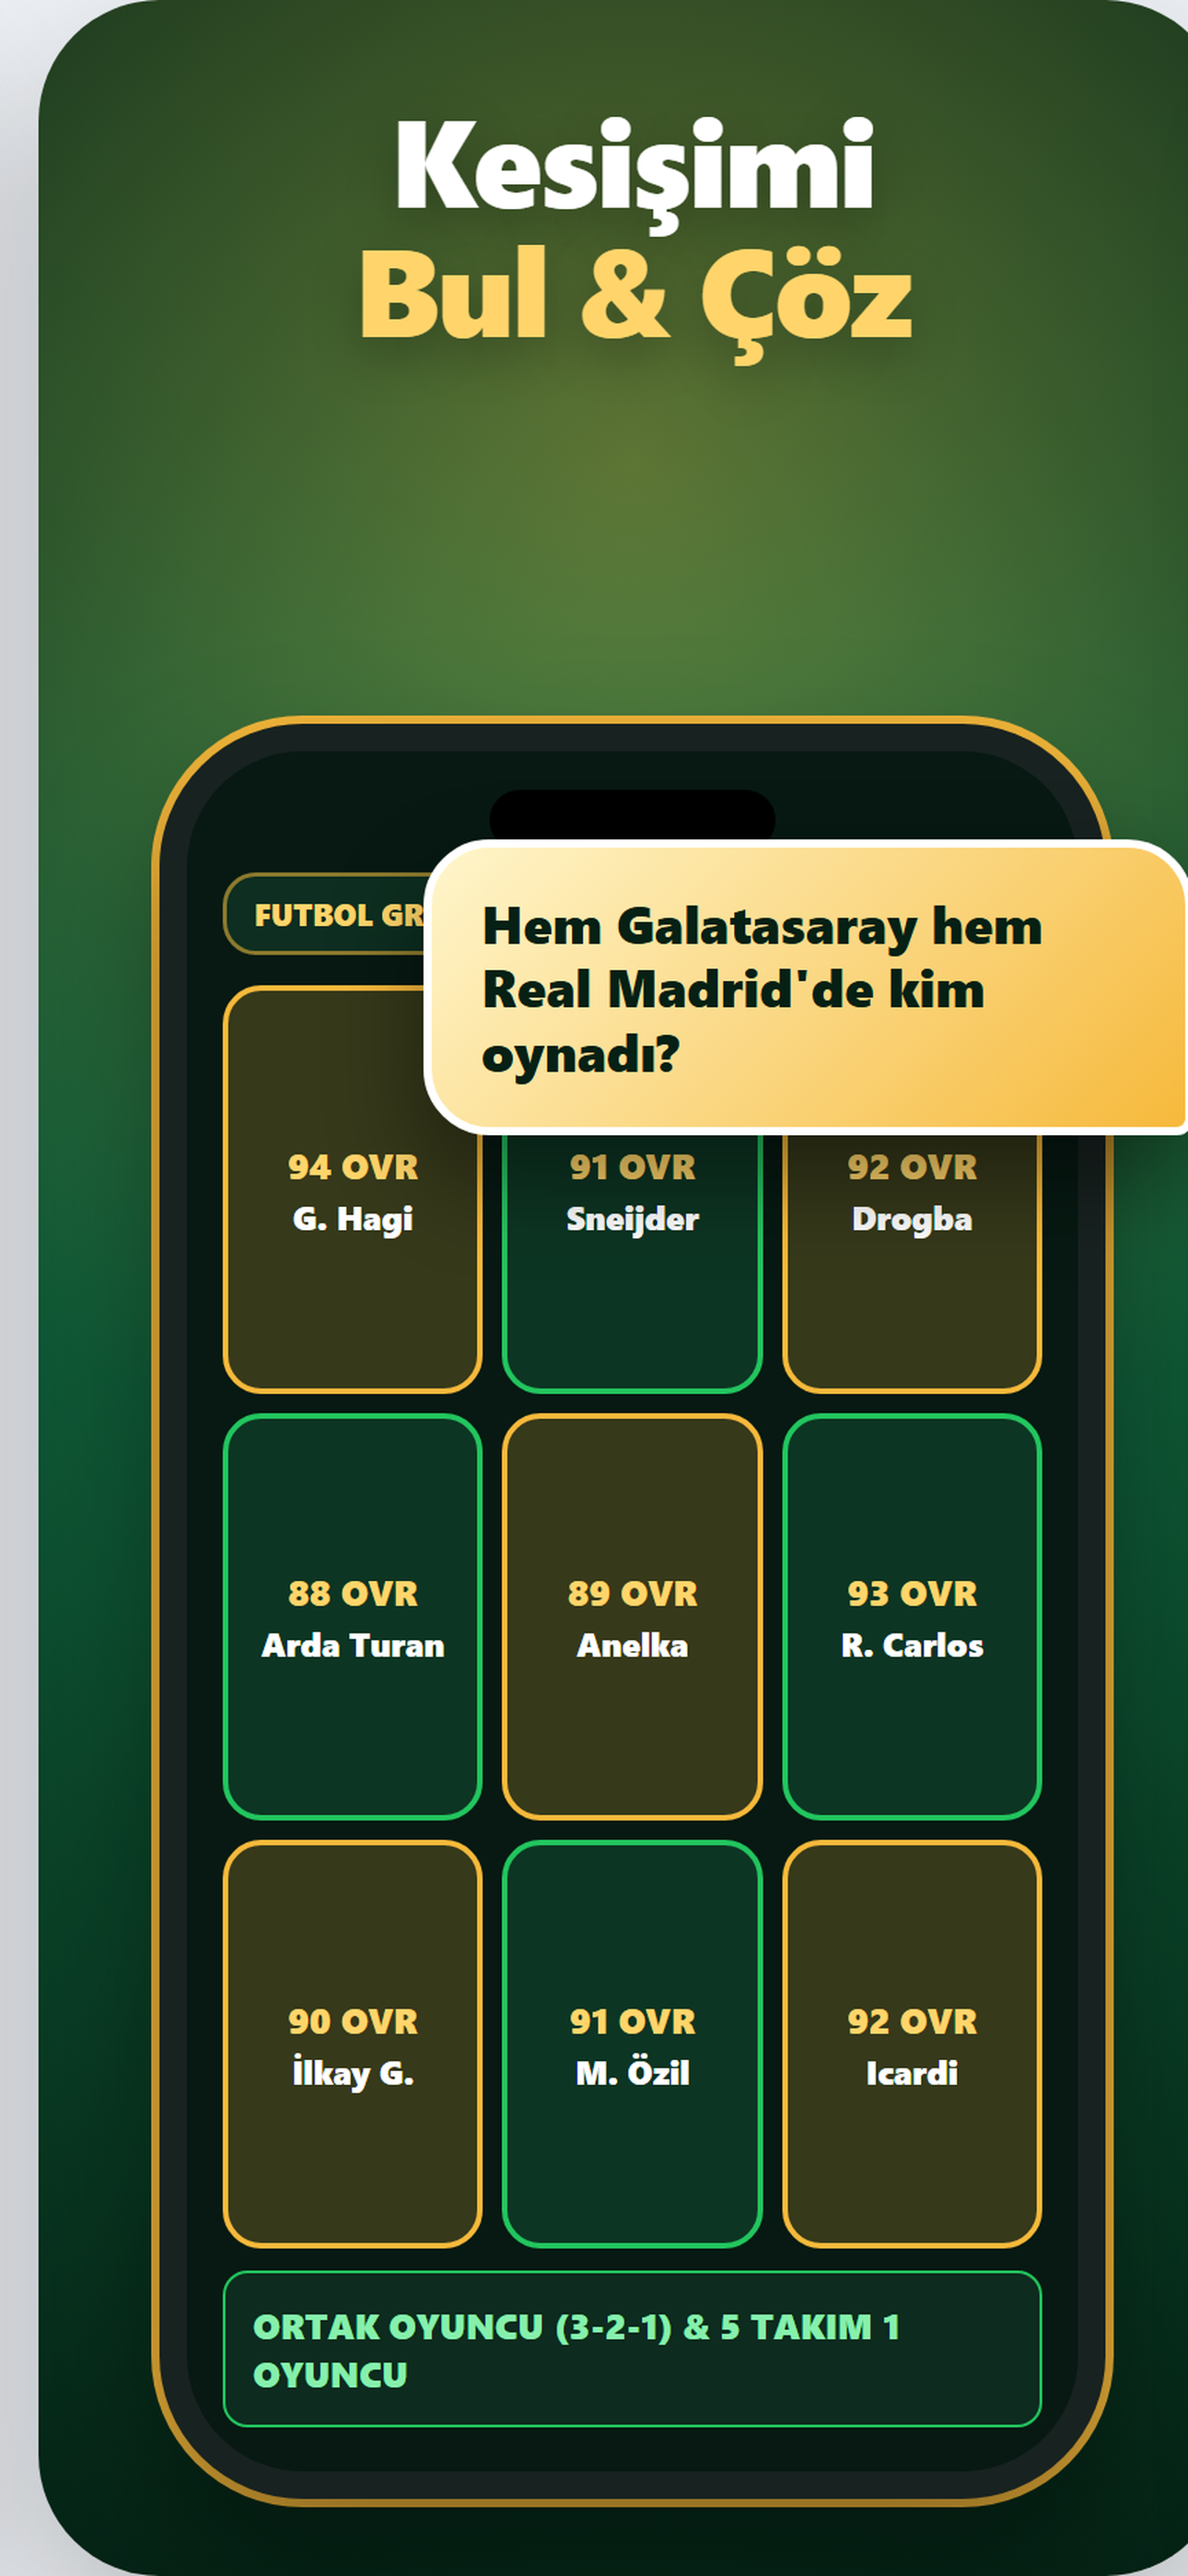 Kesişimi
Bul & Çöz
FUTBOL GR
Hem Galatasaray hem
Real Madrid'de kim
oynadı?
94 OVR
G. Hagi
91 OVR
Sneijder
92 OVR
Drogba
88 OVR
Arda Turan
89 OVR
Anelka
93 OVR
R. Carlos
90 OVR
İlkay G.
91 OVR
M. Özil
92 OVR
Icardi
ORTAK OYUNCU (3-2-1) & 5 TAKIM 1
OYUNCU